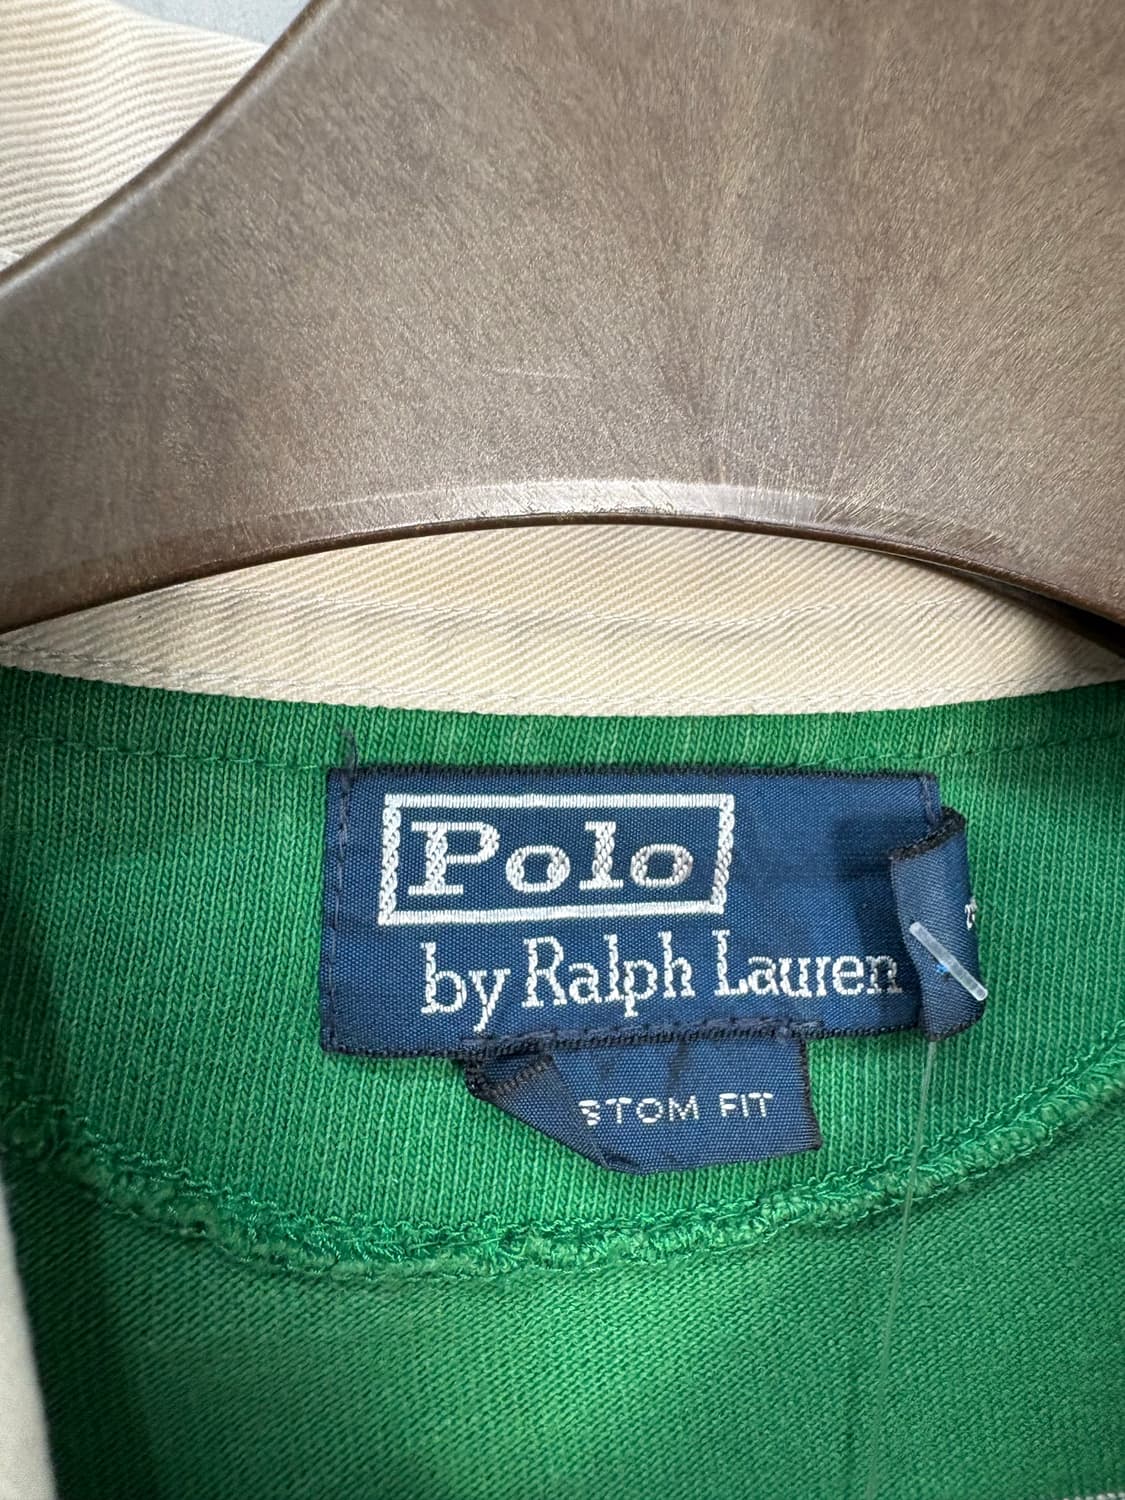 Polo
by Ralph Lauren
STOM FIT